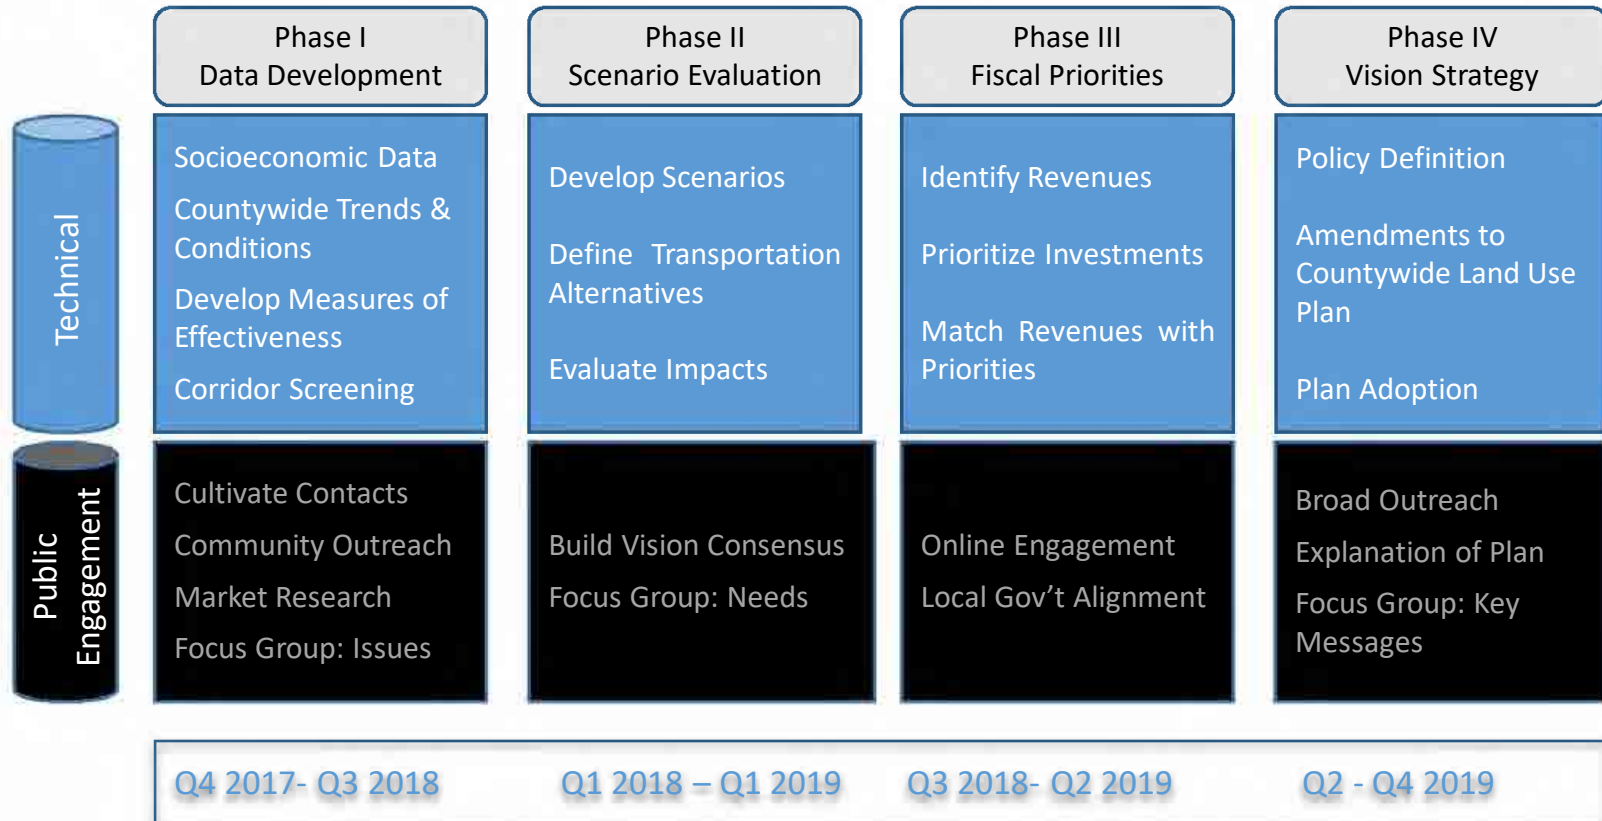 Phase I
Data Development
Phase II
Scenario Evaluation
Phase III
Fiscal Priorities
Phase IV
Vision Strategy
Technical
Socioeconomic Data
Countywide Trends &
Conditions
Develop Measures of
Effectiveness
Corridor Screening
Develop Scenarios
Define Transportation
Alternatives
Evaluate Impacts
Identify Revenues
Prioritize Investments
Match Revenues with
Priorities
Policy Definition
Amendments to
Countywide Land Use
Plan
Plan Adoption
Public
Engagement
Cultivate Contacts
Community Outreach
Market Research
Focus Group: Issues
Build Vision Consensus
Focus Group: Needs
Online Engagement
Local Gov’t Alignment
Broad Outreach
Explanation of Plan
Focus Group: Key
Messages
Q4 2017- Q3 2018
Q1 2018 – Q1 2019
Q3 2018- Q2 2019
Q2 - Q4 2019